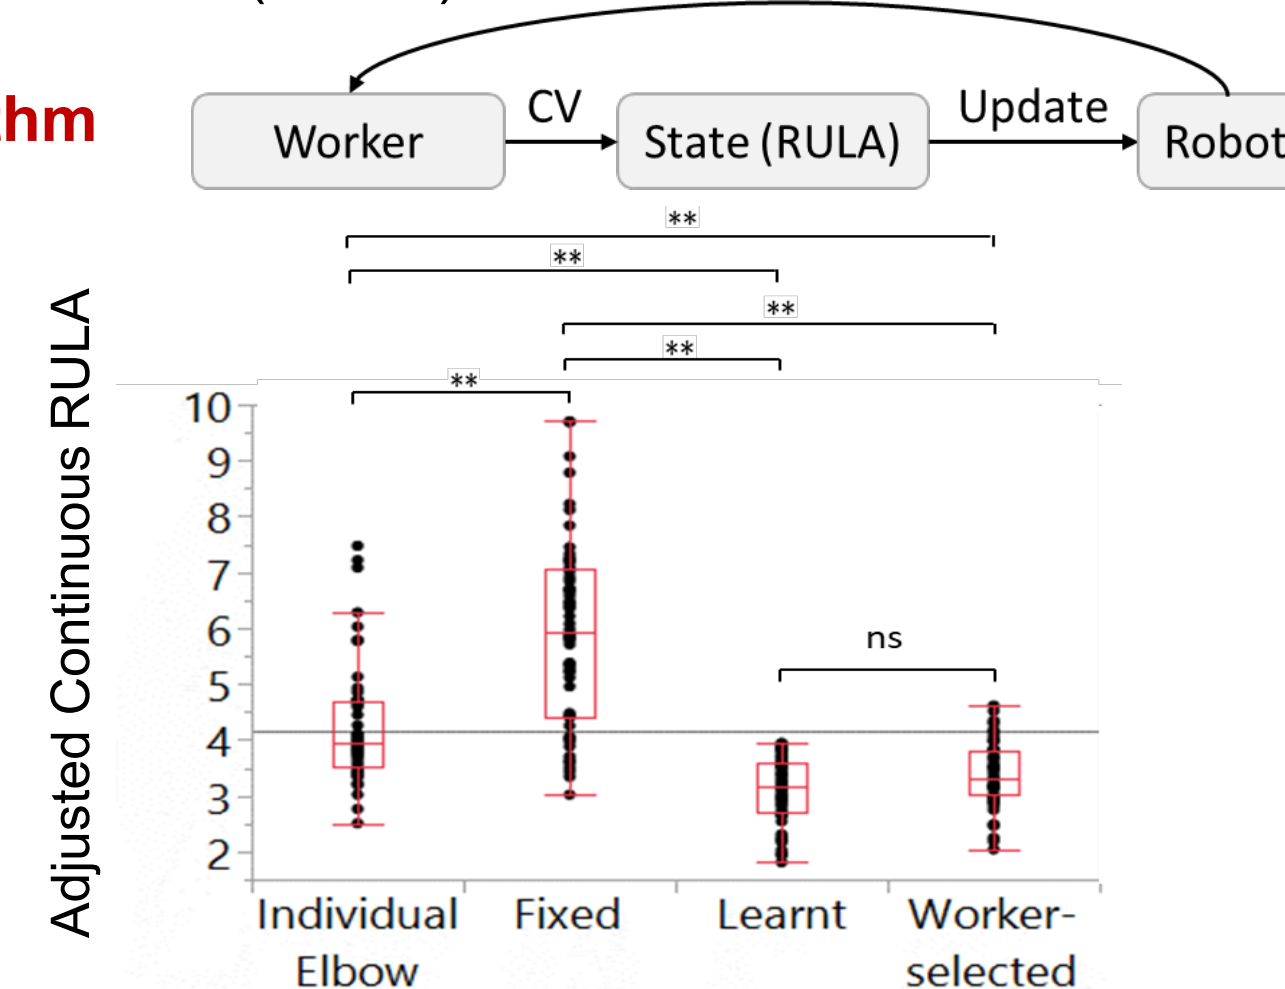 thm
CV
Update
Worker
State (RULA)
Robot
**
**
**
**
**
Adjusted Continuous RULA
10
9
8
7
6
5
4
3
2
ns
Individual Elbow
Fixed
Learnt
Worker-selected